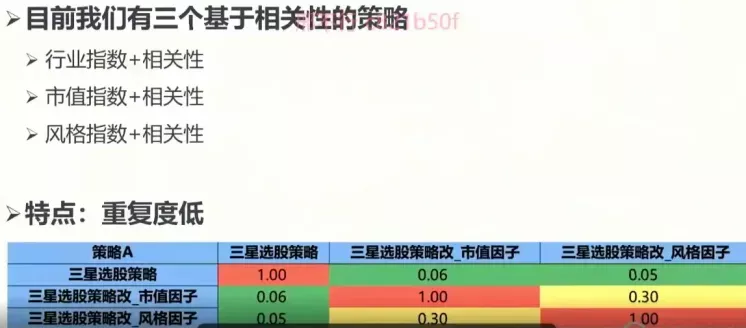 ➢目前我们有三个基于相关性的策略
➢行业指数+相关性
➢市值指数+相关性
➢风格指数+相关性
➢特点：重复度低
策略A 三星选股策略 三星选股策略改_市值因子 三星选股策略改_风格因子
三星选股策略 1.00 0.06 0.05
三星选股策略改_市值因子 0.06 1.00 0.30
三星选股策略改_风格因子 0.05 0.30 1.00